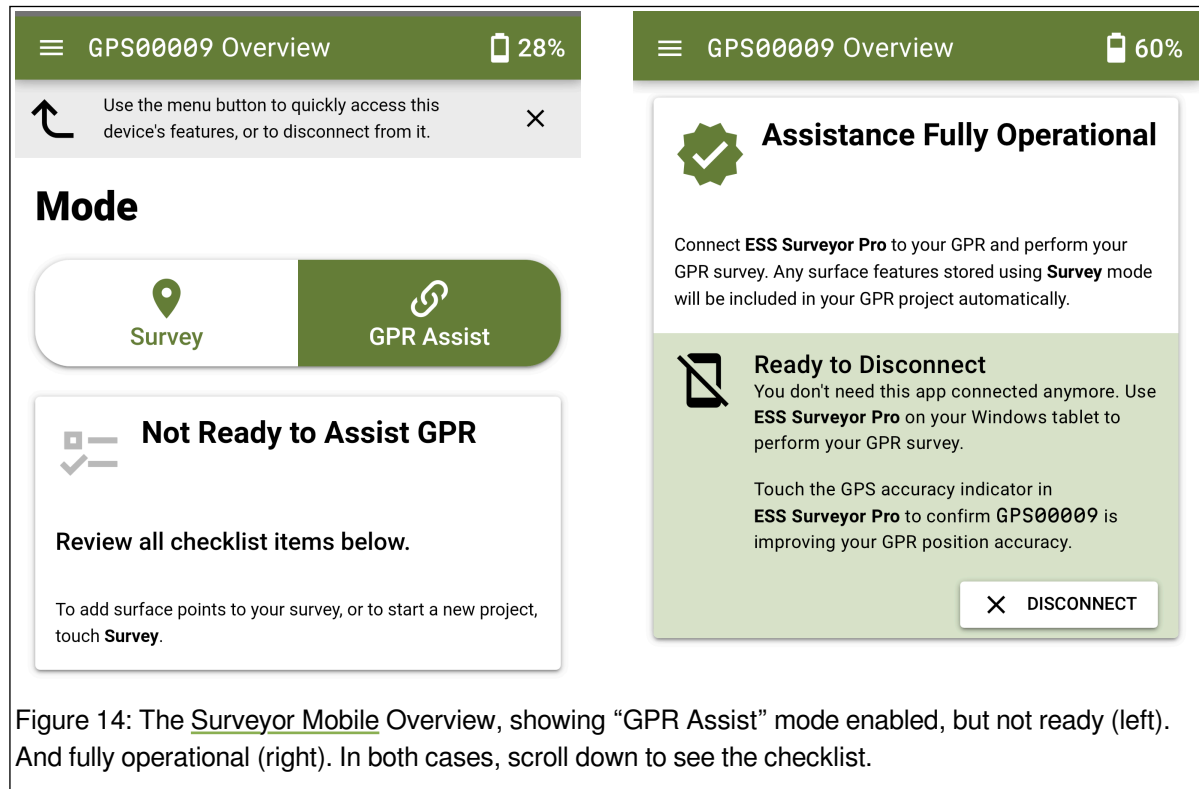 GPS00009 Overview
28%
Use the menu button to quickly access this
device's features, or to disconnect from it.
Mode
Survey
GPR Assist
Not Ready to Assist GPR
Review all checklist items below.
To add surface points to your survey, or to start a new project,
touch Survey.
GPS00009 Overview
60%
Assistance Fully Operational
Connect ESS Surveyor Pro to your GPR and perform your
GPR survey. Any surface features stored using Survey mode
will be included in your GPR project automatically.
Ready to Disconnect
You don't need this app connected anymore. Use
ESS Surveyor Pro on your Windows tablet to
perform your GPR survey.
Touch the GPS accuracy indicator in
ESS Surveyor Pro to confirm GPS00009 is
improving your GPR position accuracy.
DISCONNECT
Figure 14: The Surveyor Mobile Overview, showing “GPR Assist” mode enabled, but not ready (left).
And fully operational (right). In both cases, scroll down to see the checklist.